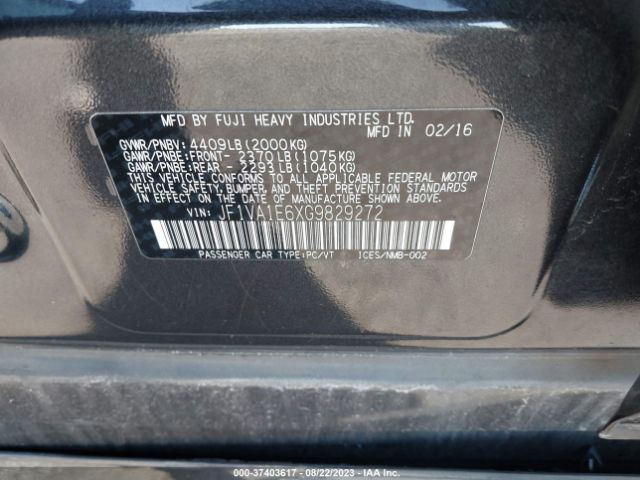 MFD BY FUJI HEAVY INDUSTRIES LTD.
MFD IN 02/16
GVWR/PNBV: 4409LB(2000KG)
GAWR/PNBE:FRONT- 2370LB(1075KG)
GAWR/PNBE:REAR - 2293LB(1040KG)
THIS VEHICLE CONFORMS TO ALL APPLICABLE FEDERAL MOTOR
VEHICLE SAFETY, BUMPER, AND THEFT PREVENTION STANDARDS
IN EFFECT ON THE DATE OF MANUFACTURE SHOWN ABOVE.
VIN: JF1VA1E6XG9829272
PASSENGER CAR TYPE:PC/VT ICES/NMB-002
000-37403617 - 08/22/2023 - IAA Inc.